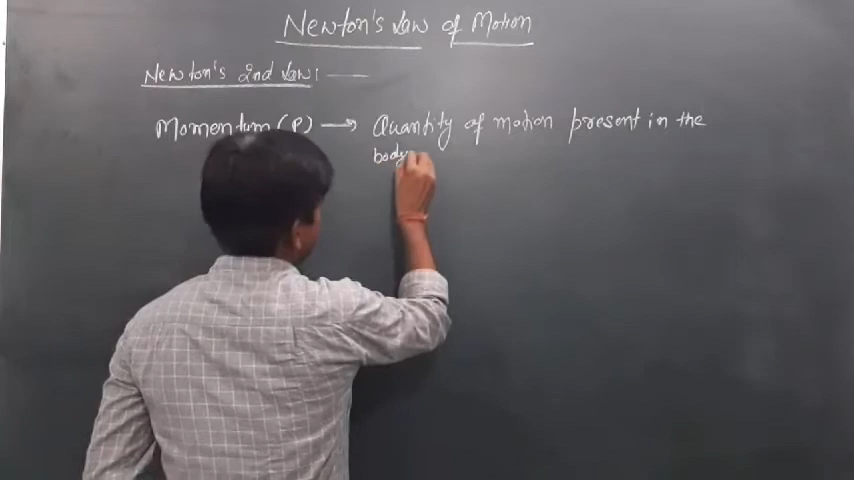 Newton's Law of Motion
Newton's 2nd Law: —
Momentum (P) → Quantity of motion present in the
body